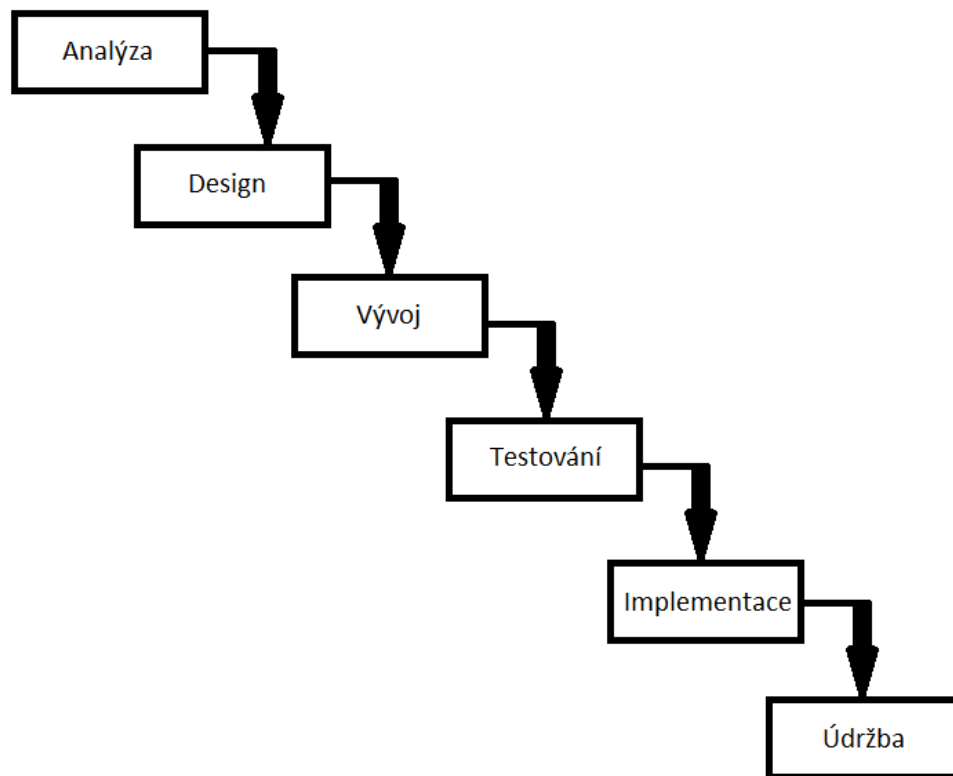 Analýza
Design
Vývoj
Testování
Implementace
Údržba